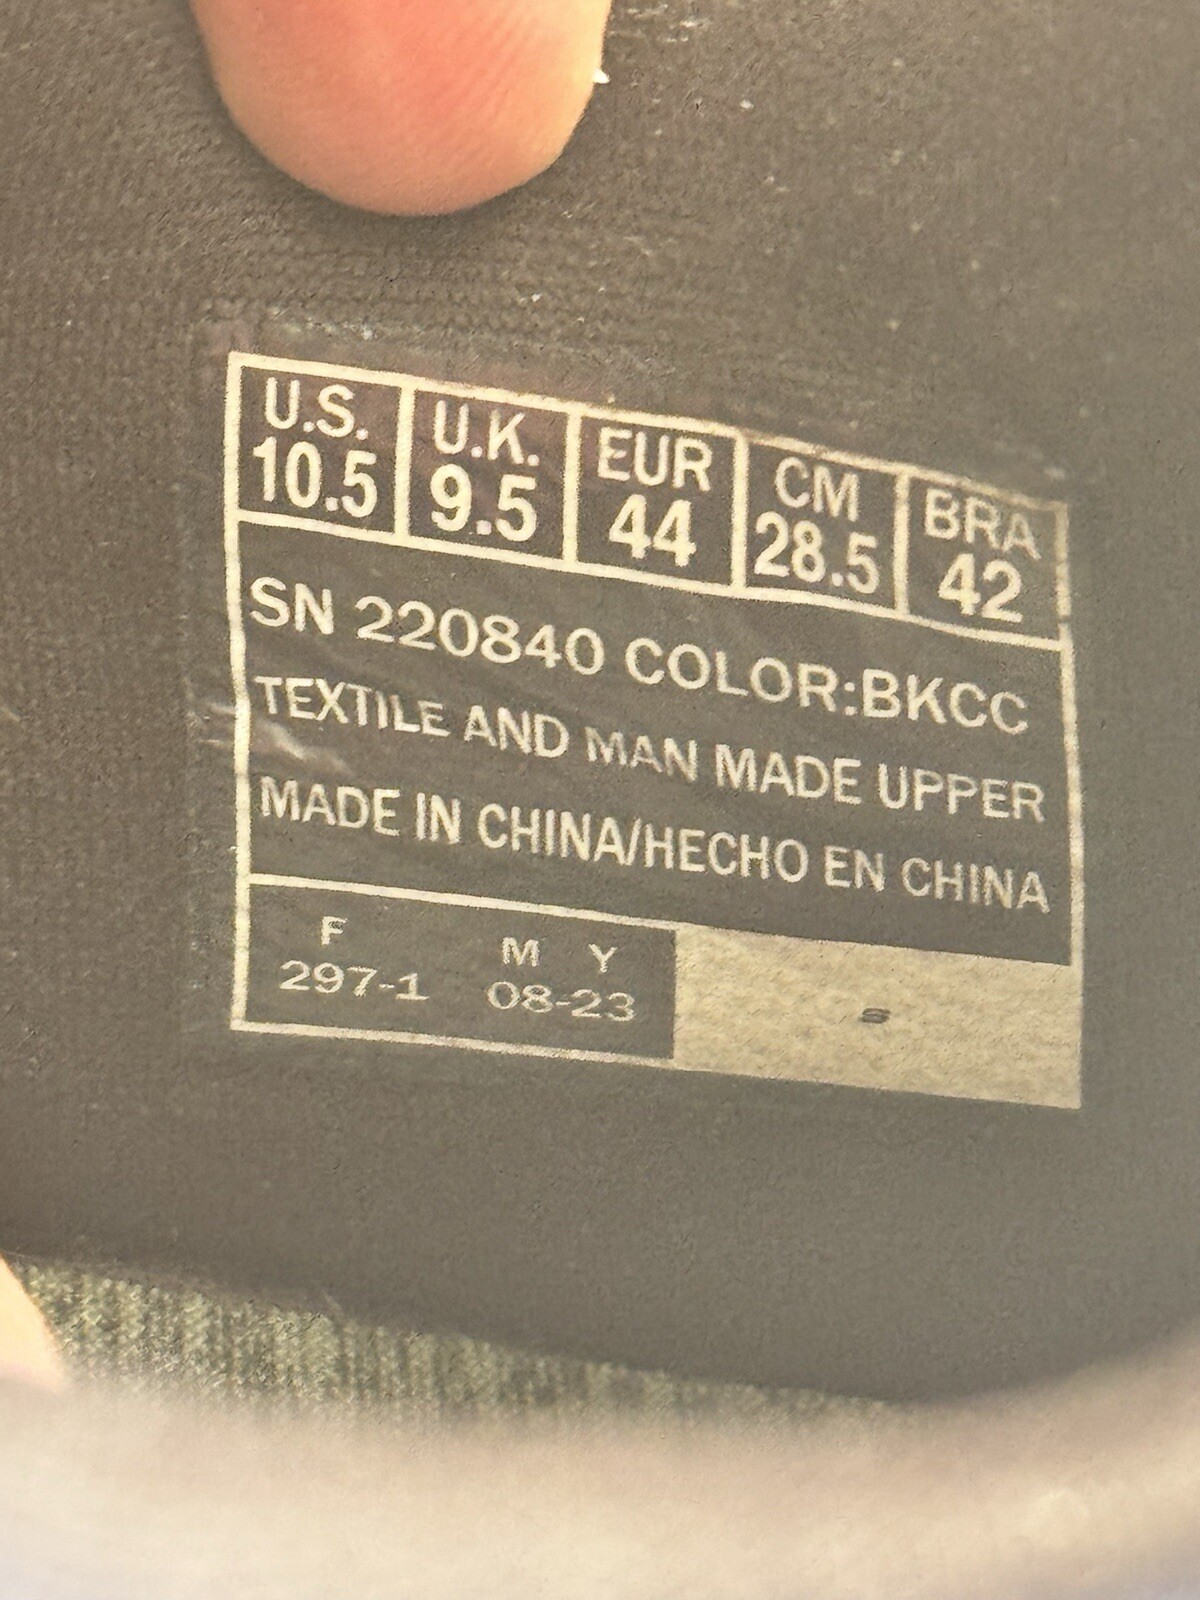 U.S. U.K. EUR CM BRA
10.5 9.5 44 28.5 42
SN 220840 COLOR:BKCC
TEXTILE AND MAN MADE UPPER
MADE IN CHINA/HECHO EN CHINA
F M Y
297-1 08-23